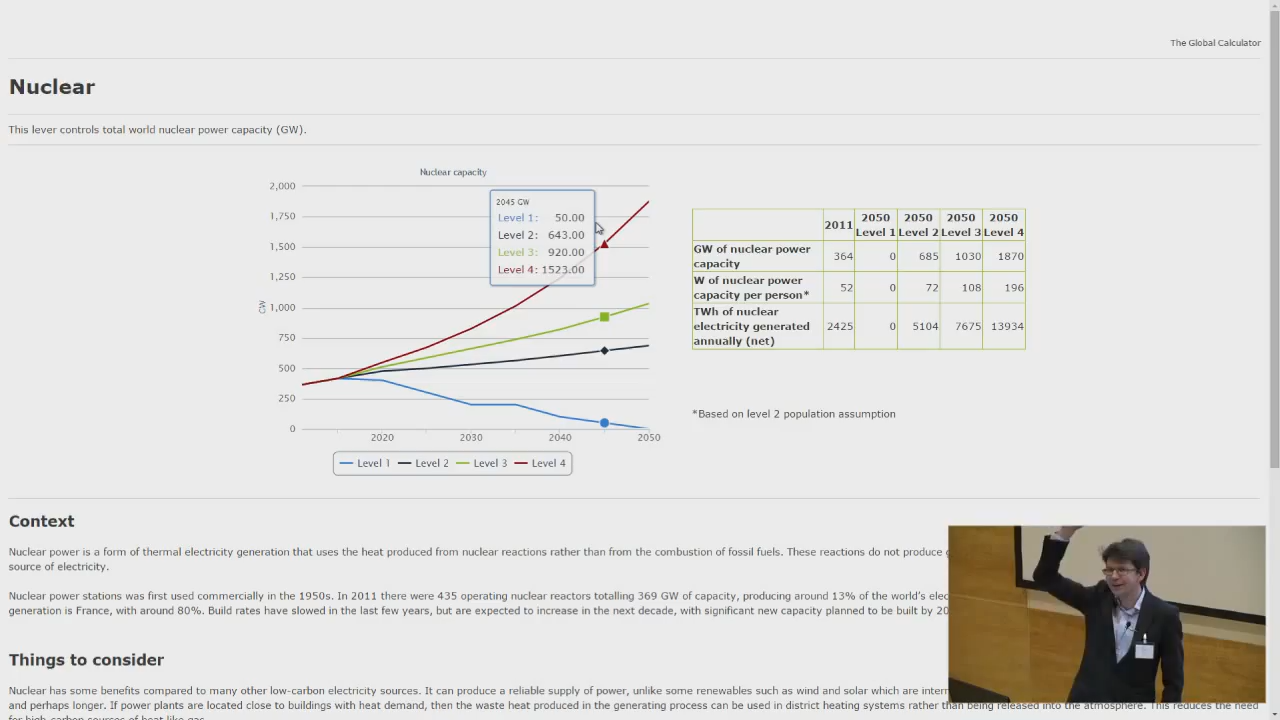 The Global Calculator
Nuclear
This lever controls total world nuclear power capacity (GW).
Nuclear capacity
2,000
1,750
1,500
1,250
1,000
750
500
250
0
GW
2020
2030
2040
2050
2045 GW
Level 1: 50.00
Level 2: 643.00
Level 3: 920.00
Level 4: 1523.00
Level 1 Level 2 Level 3 Level 4
2011 2050 Level 1 2050 Level 2 2050 Level 3 2050 Level 4
GW of nuclear power capacity 364 0 685 1030 1870
W of nuclear power capacity per person* 52 0 72 108 196
TWh of nuclear electricity generated annually (net) 2425 0 5104 7675 13934
*Based on level 2 population assumption
Context
Nuclear power is a form of thermal electricity generation that uses the heat produced from nuclear reactions rather than from the combustion of fossil fuels. These reactions do not produce
source of electricity.
Nuclear power stations was first used commercially in the 1950s. In 2011 there were 435 operating nuclear reactors totalling 369 GW of capacity, producing around 13% of the world's
generation is France, with around 80%. Build rates have slowed in the last few years, but are expected to increase in the next decade, with significant new capacity planned to be built by
Things to consider
Nuclear has some benefits compared to many other low-carbon electricity sources. It can produce a reliable supply of power, unlike some renewables such as wind and solar which are
and perhaps longer. If power plants are located close to buildings with heat demand, then the waste heat produced in the generating process can be used in district heating systems rather than being released into the atmosphere. This reduces the need
for high-carbon sources of heat like gas.